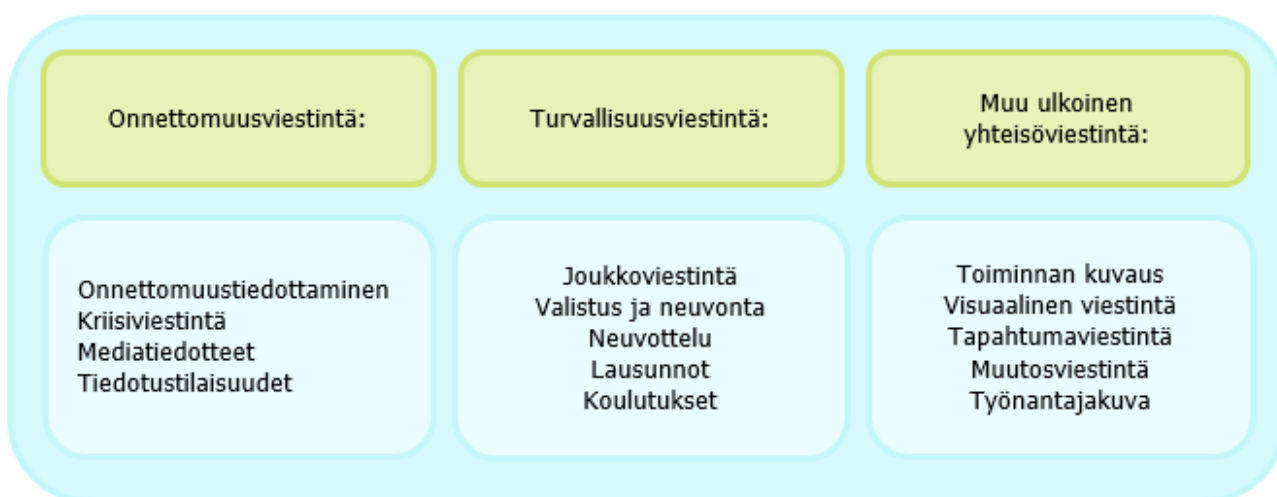 Onnettomuusviestintä:
Turvallisuusviestintä:
Muu ulkoinen
yhteisöviestintä:
Onnettomuustiedottaminen
Kriisiviestintä
Mediatiedotteet
Tiedotustilaisuudet
Joukkoviestintä
Valistus ja neuvonta
Neuvottelu
Lausunnot
Koulutukset
Toiminnan kuvaus
Visuaalinen viestintä
Tapahtumaviestintä
Muutosviestintä
Työnantajakuva